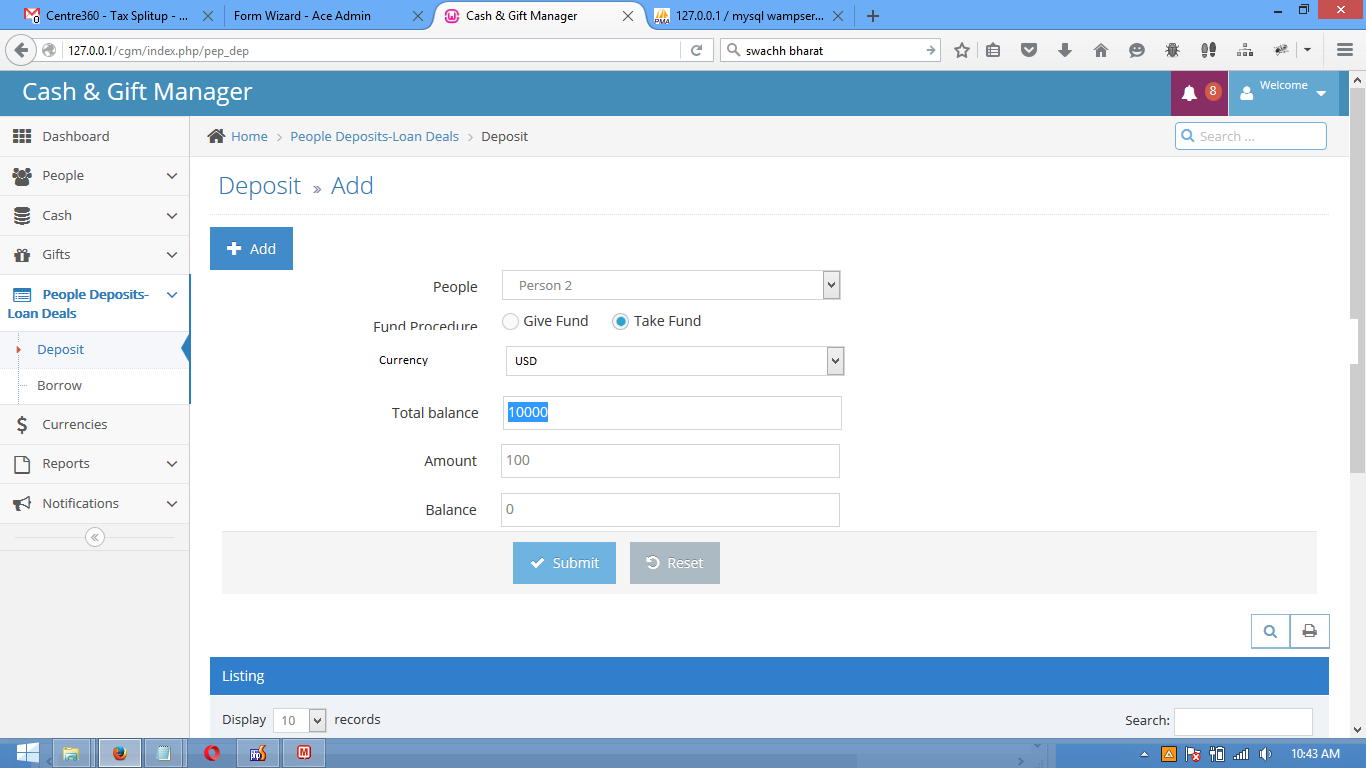 Centre360 - Tax Splitup - ...
Form Wizard - Ace Admin
Cash & Gift Manager
127.0.0.1 / mysql wampser...
127.0.0.1/cgm/index.php/pep_dep
swachh bharat
Cash & Gift Manager
8
Welcome
Dashboard
People
Cash
Gifts
People Deposits-
Loan Deals
Deposit
Borrow
Currencies
Reports
Notifications
Home > People Deposits-Loan Deals > Deposit
Search ...
Deposit » Add
Add
People
Person 2
Fund Procedure
Give Fund
Take Fund
Currency
USD
Total balance
10000
Amount
100
Balance
0
Submit
Reset
Listing
Display 10 records
Search:
10:43 AM